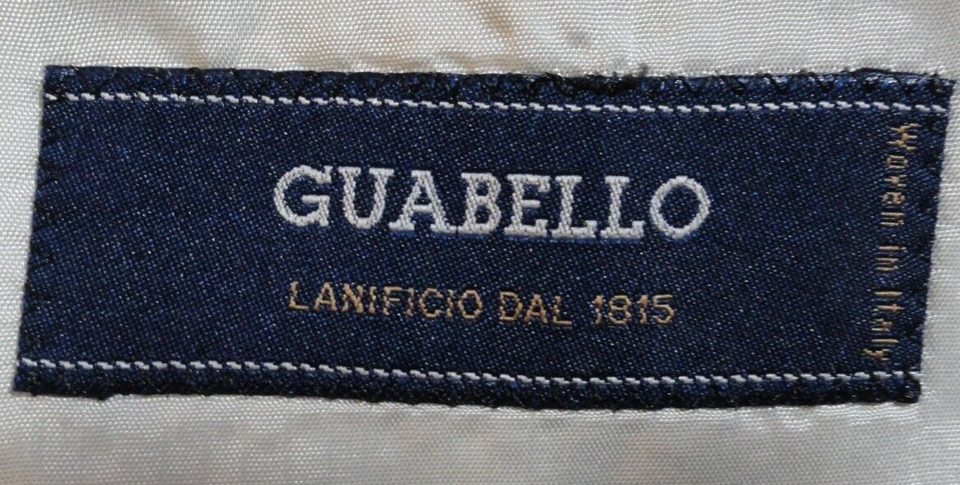 GUABELLO
LANIFICIO DAL 1815
Woven in Italy